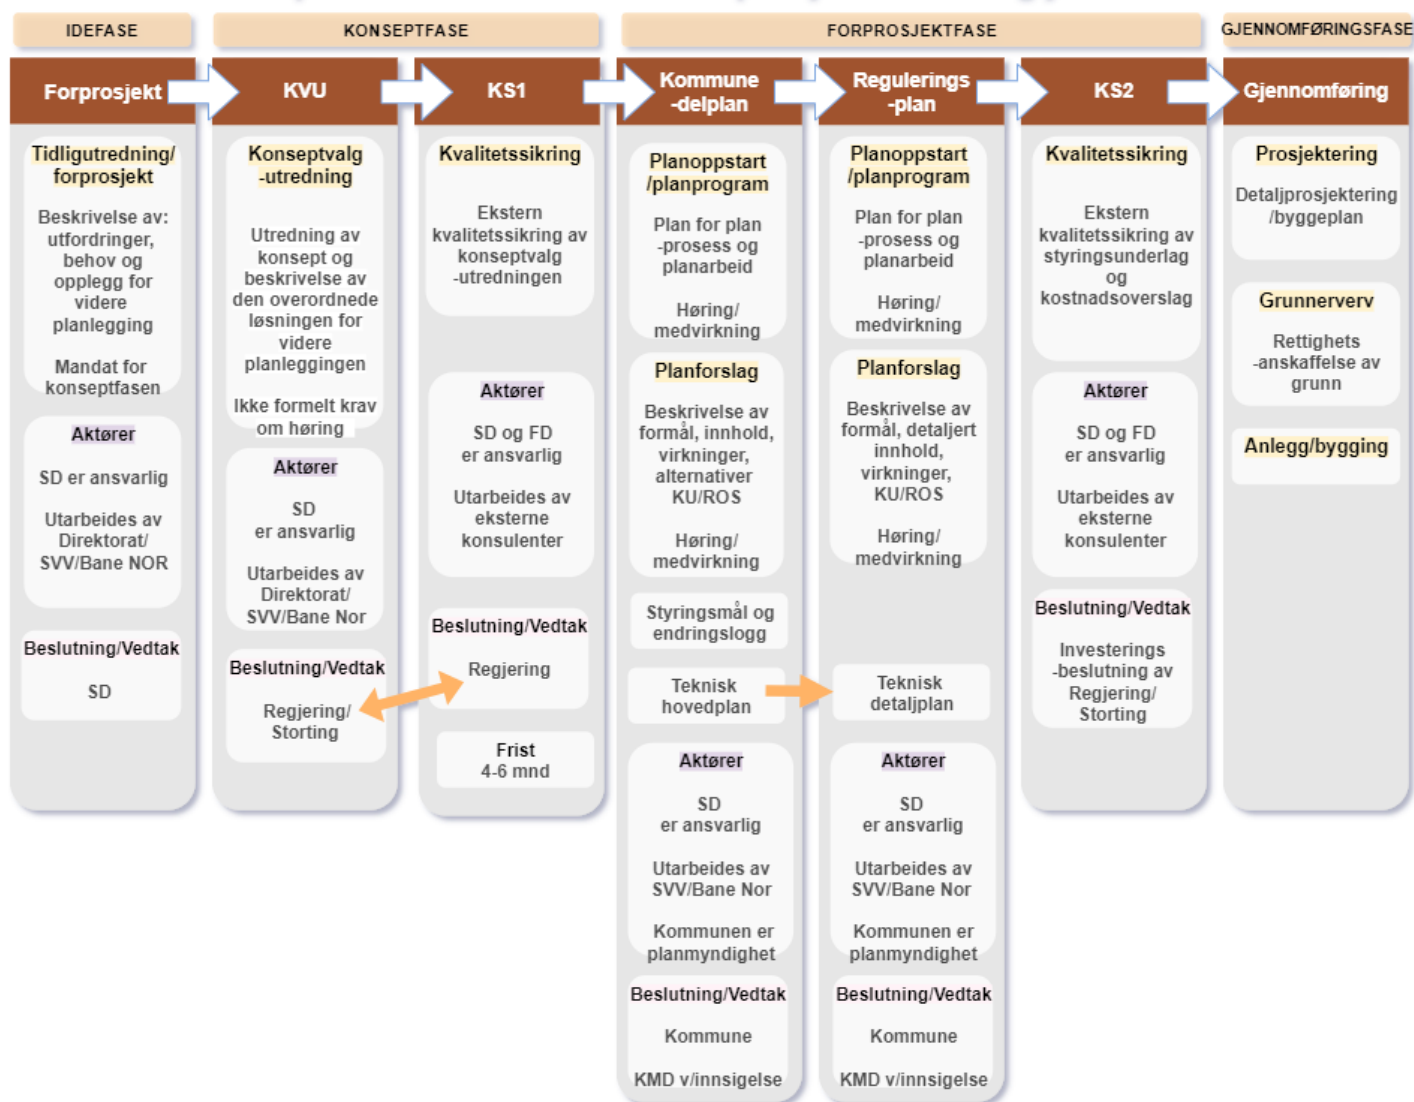 IDEFASE
KONSEPTFASE
FORPROSJEKTFASE
GJENNOMFØRINGSFASE
Forprosjekt
KVU
KS1
Kommune
-delplan
Regulerings
-plan
KS2
Gjennomføring
Tidligutredning/
forprosjekt
Beskrivelse av:
utfordringer,
behov og
opplegg for
videre
planlegging
Mandat for
konseptfasen
Aktører
SD er ansvarlig
Utarbeides av
Direktorat/
SVV/Bane NOR
Beslutning/Vedtak
SD
Konseptvalg
-utredning
Utredning av
konsept og
beskrivelse av
den overordnede
løsningen for
videre
planleggingen
Ikke formelt krav
om høring
Aktører
SD
er ansvarlig
Utarbeides av
Direktorat/
SVV/Bane Nor
Beslutning/Vedtak
Regjering/
Storting
Kvalitetssikring
Ekstern
kvalitetssikring av
konseptvalg
-utredningen
Aktører
SD og FD
er ansvarlig
Utarbeides av
eksterne
konsulenter
Beslutning/Vedtak
Regjering
Frist
4-6 mnd
Planoppstart
/planprogram
Plan for plan
-prosess og
planarbeid
Høring/
medvirkning
Planforslag
Beskrivelse av
formål, innhold,
virkninger,
alternativer
KU/ROS
Høring/
medvirkning
Styringsmål og
endringslogg
Teknisk
hovedplan
Aktører
SD
er ansvarlig
Utarbeides av
SVV/Bane Nor
Kommunen er
planmyndighet
Beslutning/Vedtak
Kommune
KMD v/innsigelse
Planoppstart
/planprogram
Plan for plan
-prosess og
planarbeid
Høring/
medvirkning
Planforslag
Beskrivelse av
formål, detaljert
innhold,
virkninger,
KU/ROS
Høring/
medvirkning
Teknisk
detaljplan
Aktører
SD
er ansvarlig
Utarbeides av
SVV/Bane Nor
Kommunen er
planmyndighet
Beslutning/Vedtak
Kommune
KMD v/innsigelse
Kvalitetssikring
Ekstern
kvalitetssikring av
styringsunderlag
og
kostnadsoverslag
Aktører
SD og FD
er ansvarlig
Utarbeides av
eksterne
konsulenter
Beslutning/Vedtak
Investerings
-beslutning av
Regjering/
Storting
Prosjektering
Detaljprosjektering
/byggeplan
Grunnerverv
Rettighets
-anskaffelse av
grunn
Anlegg/bygging